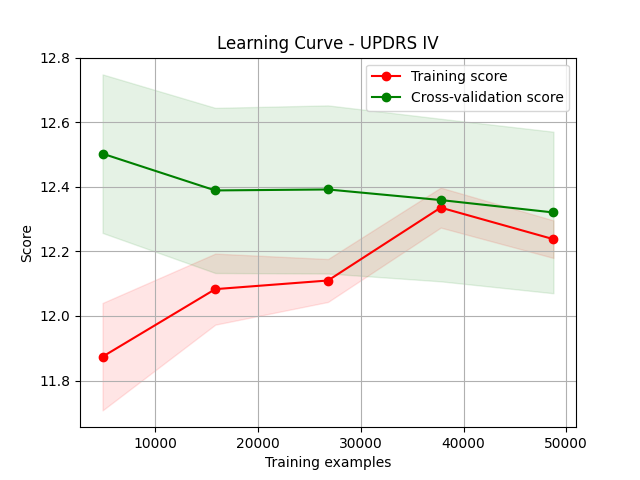 Learning Curve - UPDRS IV
Training score
Cross-validation score
Score
12.8
12.6
12.4
12.2
12.0
11.8
10000 20000 30000 40000 50000
Training examples